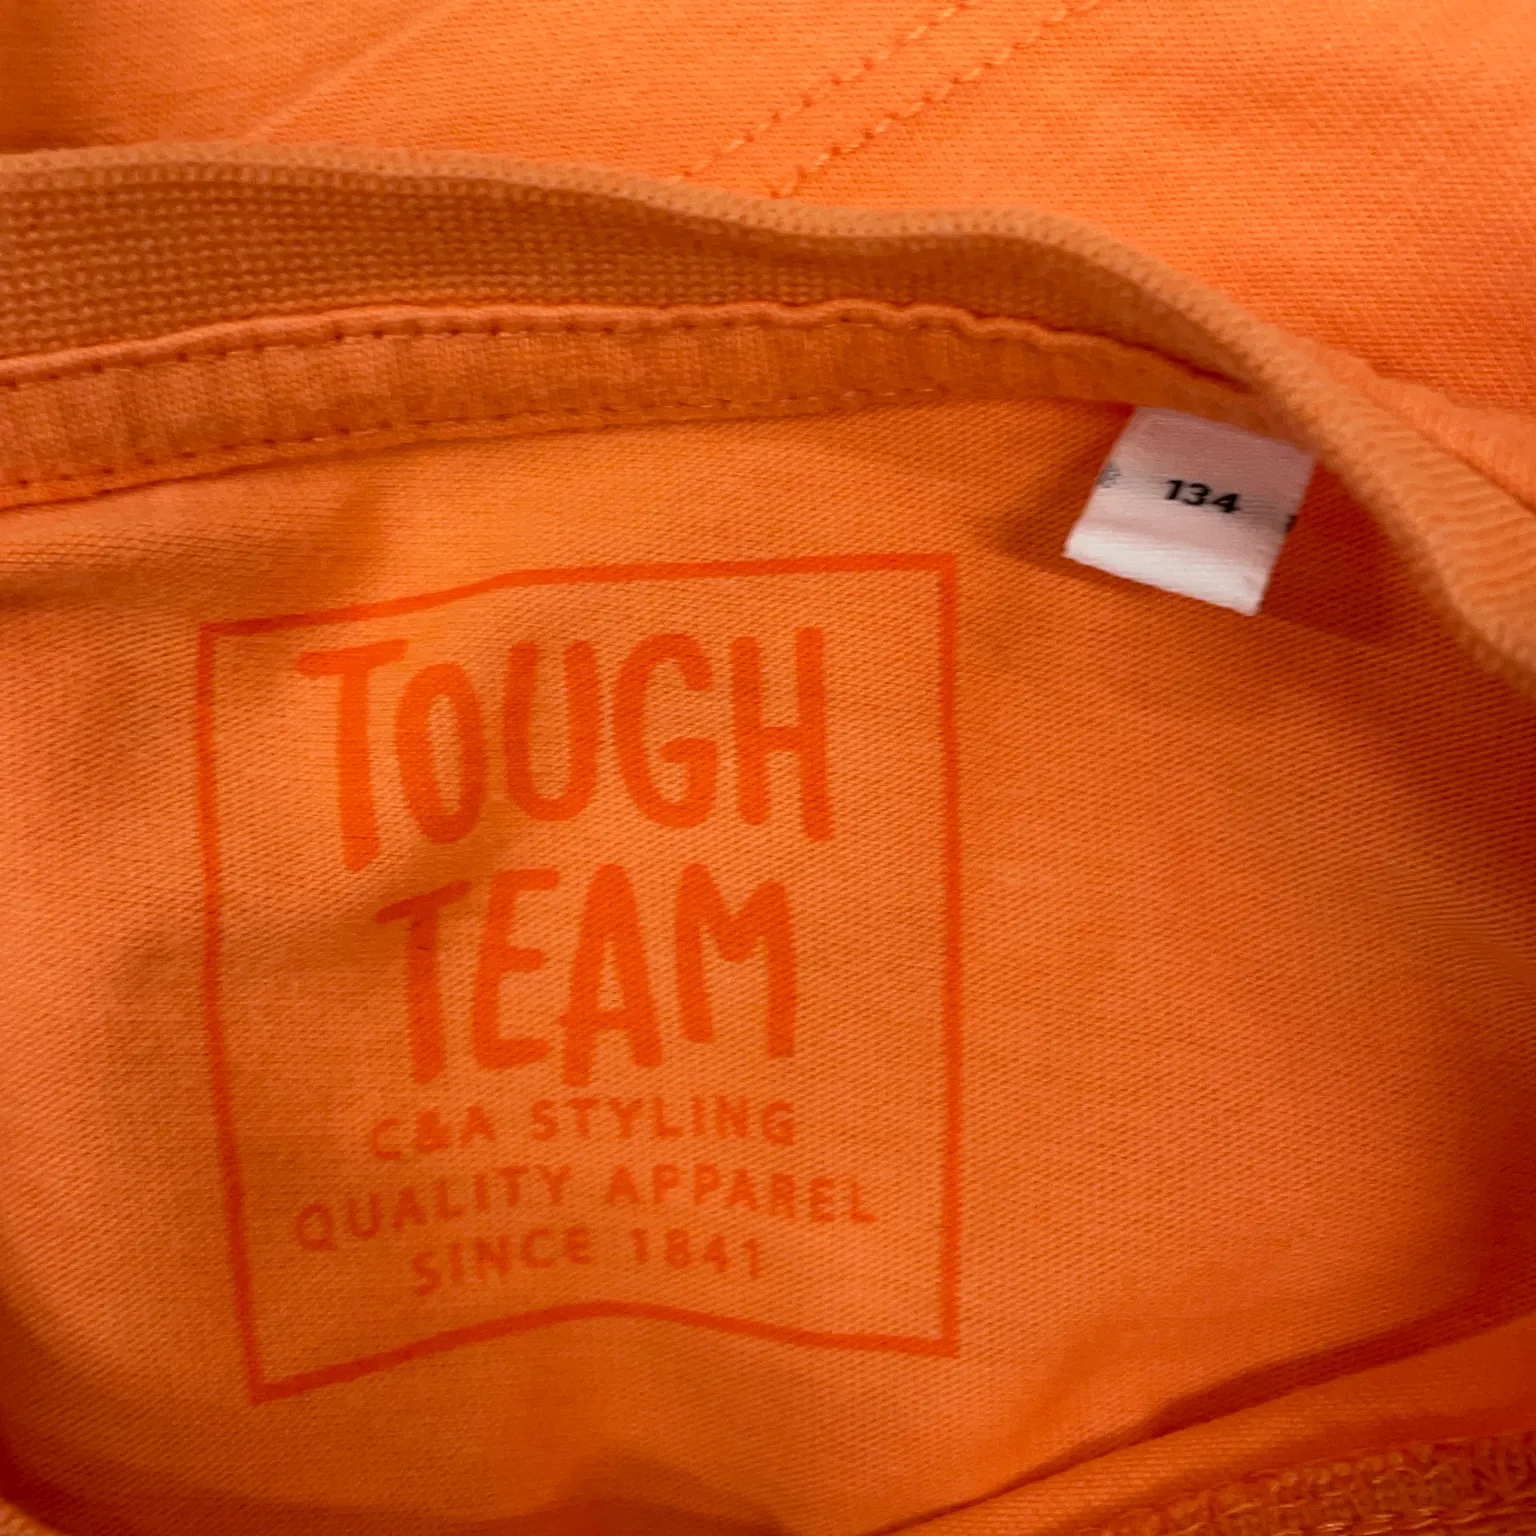 134
TOUGH
TEAM
C&A STYLING
QUALITY APPAREL
SINCE 1841